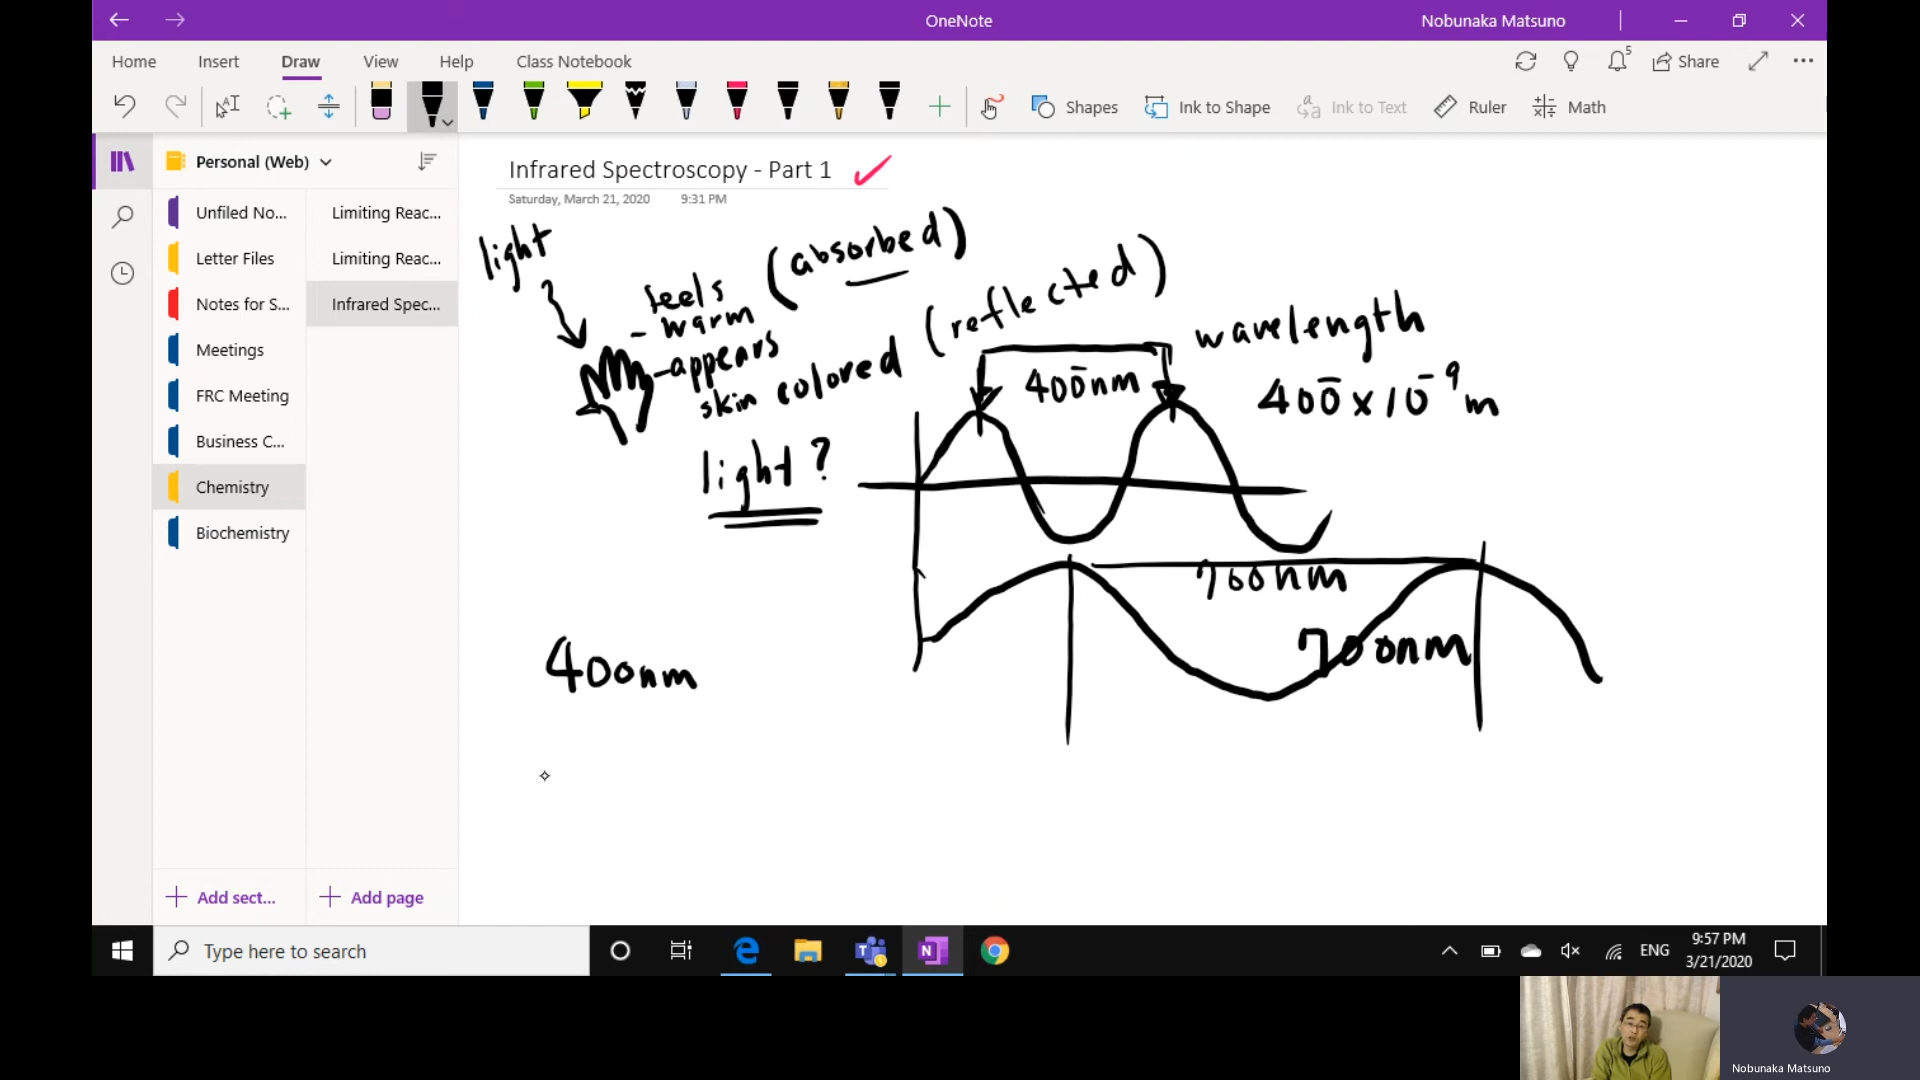 OneNote
Nobunaka Matsuno
Home Insert Draw View Help Class Notebook
5
Share
Shapes Ink to Shape Ink to Text Ruler Math
Personal (Web)
Unfiled No...
Letter Files
Notes for S...
Meetings
FRC Meeting
Business C...
Chemistry
Biochemistry
Limiting Reac...
Limiting Reac...
Infrared Spec...
Add sect...
Add page
Infrared Spectroscopy - Part 1
Saturday, March 21, 2020 9:31 PM
light
- feels warm (absorbed)
- appears skin colored (reflected)
light?
400nm
wavelength
400 x 10⁻⁹ m
700nm
700nm
400nm
Type here to search
ENG
9:57 PM
3/21/2020
Nobunaka Matsuno